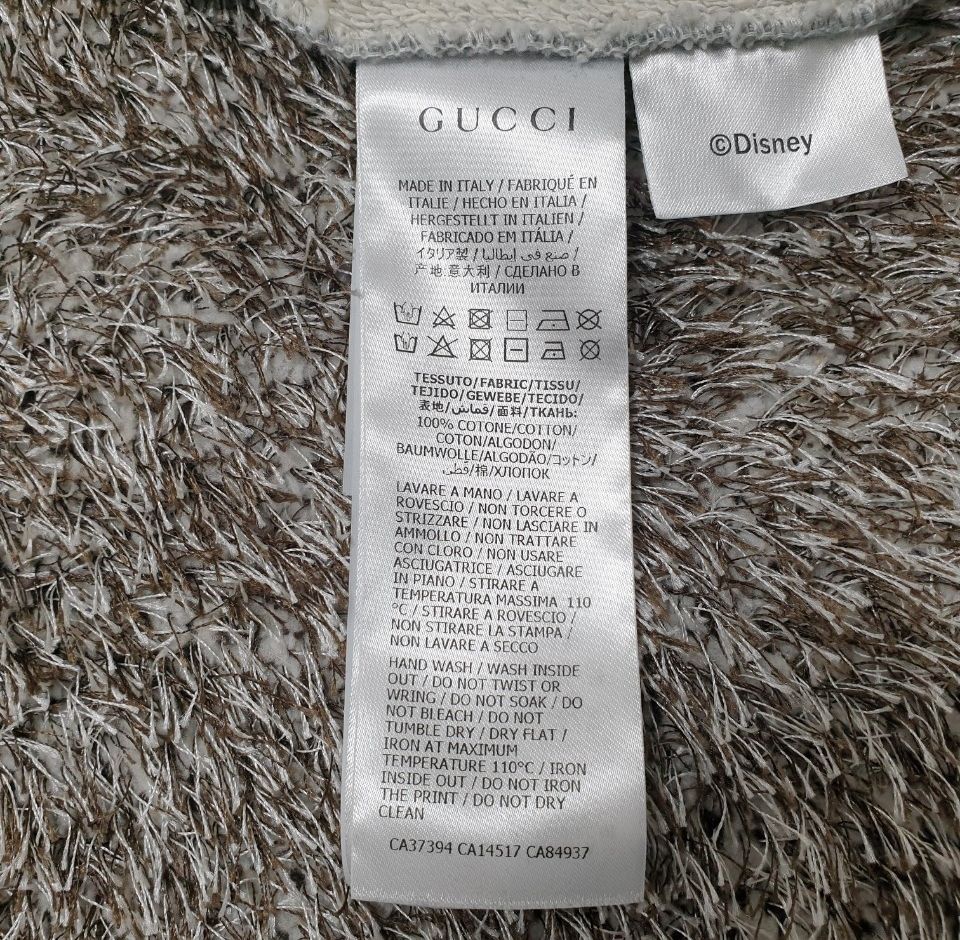 GUCCI
MADE IN ITALY / FABRIQUÉ EN
ITALIE / HECHO EN ITALIA /
HERGESTELLT IN ITALIEN /
FABRICADO EM ITÁLIA /
イタリア製 / صنع في إيطاليا /
产地:意大利 / СДЕЛАНО В
ИТАЛИИ
TESSUTO/FABRIC/TISSU/
TEJIDO/GEWEBE/TECIDO/
表地/قماش/面料/ТКАНЬ:
100% COTONE/COTTON/
COTON/ALGODON/
BAUMWOLLE/ALGODÃO/コットン/
قطن/棉/ХЛОПОК
LAVARE A MANO / LAVARE A
ROVESCIO / NON TORCERE O
STRIZZARE / NON LASCIARE IN
AMMOLLO / NON TRATTARE
CON CLORO / NON USARE
ASCIUGATRICE / ASCIUGARE
IN PIANO / STIRARE A
TEMPERATURA MASSIMA 110
°C / STIRARE A ROVESCIO /
NON STIRARE LA STAMPA /
NON LAVARE A SECCO
HAND WASH / WASH INSIDE
OUT / DO NOT TWIST OR
WRING / DO NOT SOAK / DO
NOT BLEACH / DO NOT
TUMBLE DRY / DRY FLAT /
IRON AT MAXIMUM
TEMPERATURE 110°C / IRON
INSIDE OUT / DO NOT IRON
THE PRINT / DO NOT DRY
CLEAN
CA37394 CA14517 CA84937
©Disney